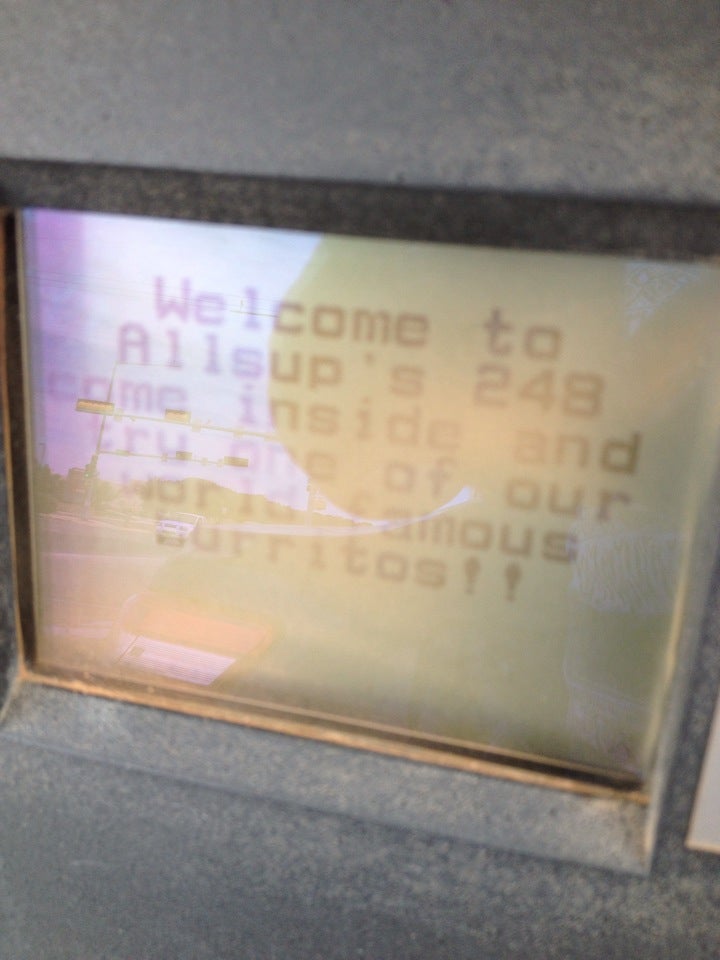 Welcome to
Allsup's 248
come inside and
try one of our
world famous
burritos!!